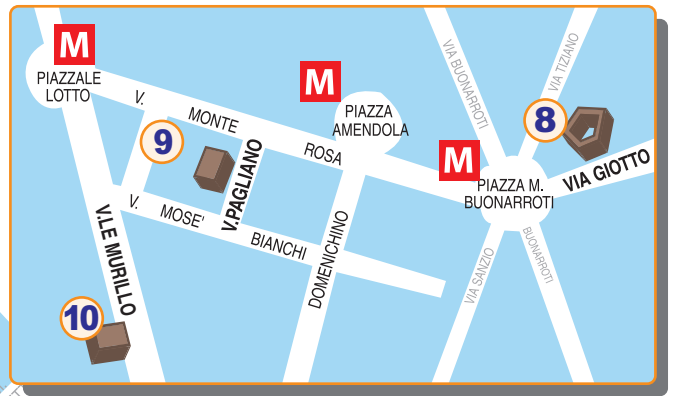 M
PIAZZALE
LOTTO
V.
MONTE
ROSA
M
PIAZZA
AMENDOLA
VIA BUONARROTI
VIA TIZIANO
8
M
PIAZZA M.
BUONARROTI
VIA GIOTTO
9
V.PAGLIANO
V.
MOSE'
BIANCHI
V.LE MURILLO
DOMENICHINO
VIA SANZIO
BUONARROTI
10